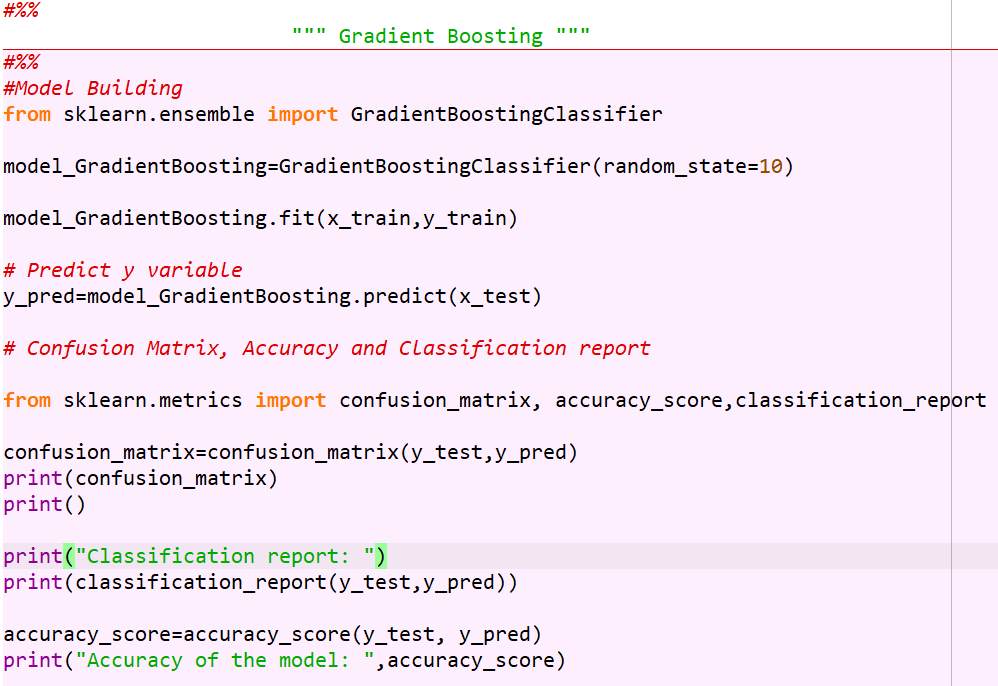 #%%
""" Gradient Boosting """
#%%
#Model Building
from sklearn.ensemble import GradientBoostingClassifier
model_GradientBoosting=GradientBoostingClassifier(random_state=10)
model_GradientBoosting.fit(x_train,y_train)
# Predict y variable
y_pred=model_GradientBoosting.predict(x_test)
# Confusion Matrix, Accuracy and Classification report
from sklearn.metrics import confusion_matrix, accuracy_score,classification_report
confusion_matrix=confusion_matrix(y_test,y_pred)
print(confusion_matrix)
print()
print("Classification report: ")
print(classification_report(y_test,y_pred))
accuracy_score=accuracy_score(y_test, y_pred)
print("Accuracy of the model: ",accuracy_score)